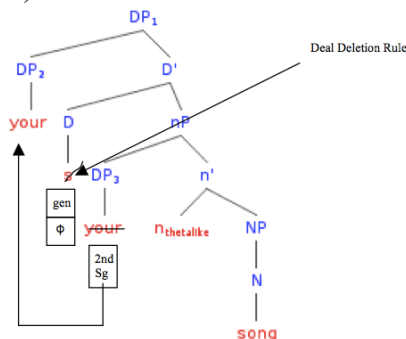 )
DP1
Deal Deletion Rule
DP2 D'
your D nP
s DP3 n'
gen
Φ your nthetalike NP
2nd
Sg N
song